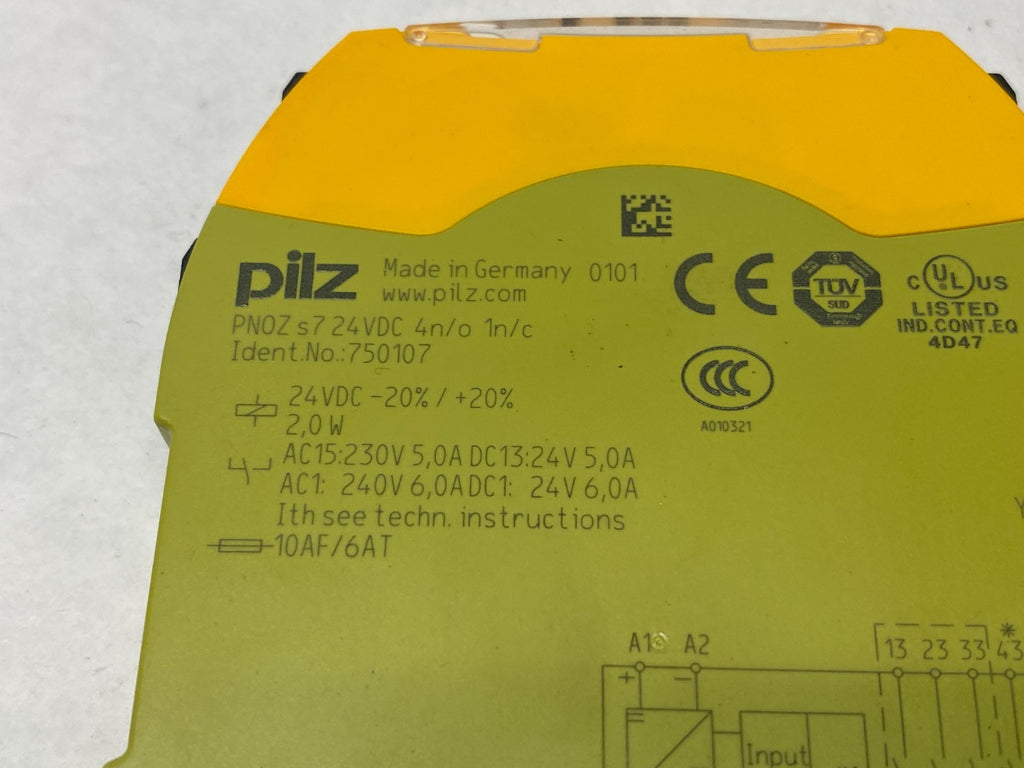 pilz Made in Germany 0101
www.pilz.com
PNOZ s7 24VDC 4n/o 1n/c
Ident.No.:750107
24VDC -20% / +20%
2,0 W
AC15:230V 5,0A DC13:24V 5,0A
AC1: 240V 6,0A DC1: 24V 6,0A
Ith see techn. instructions
10AF/6AT
CE
TÜV
SÜD
C UL US
LISTED
IND.CONT.EQ
4D47
CCC
A010321
Y
A1 A2
+ −
13 23 33 *43
Input